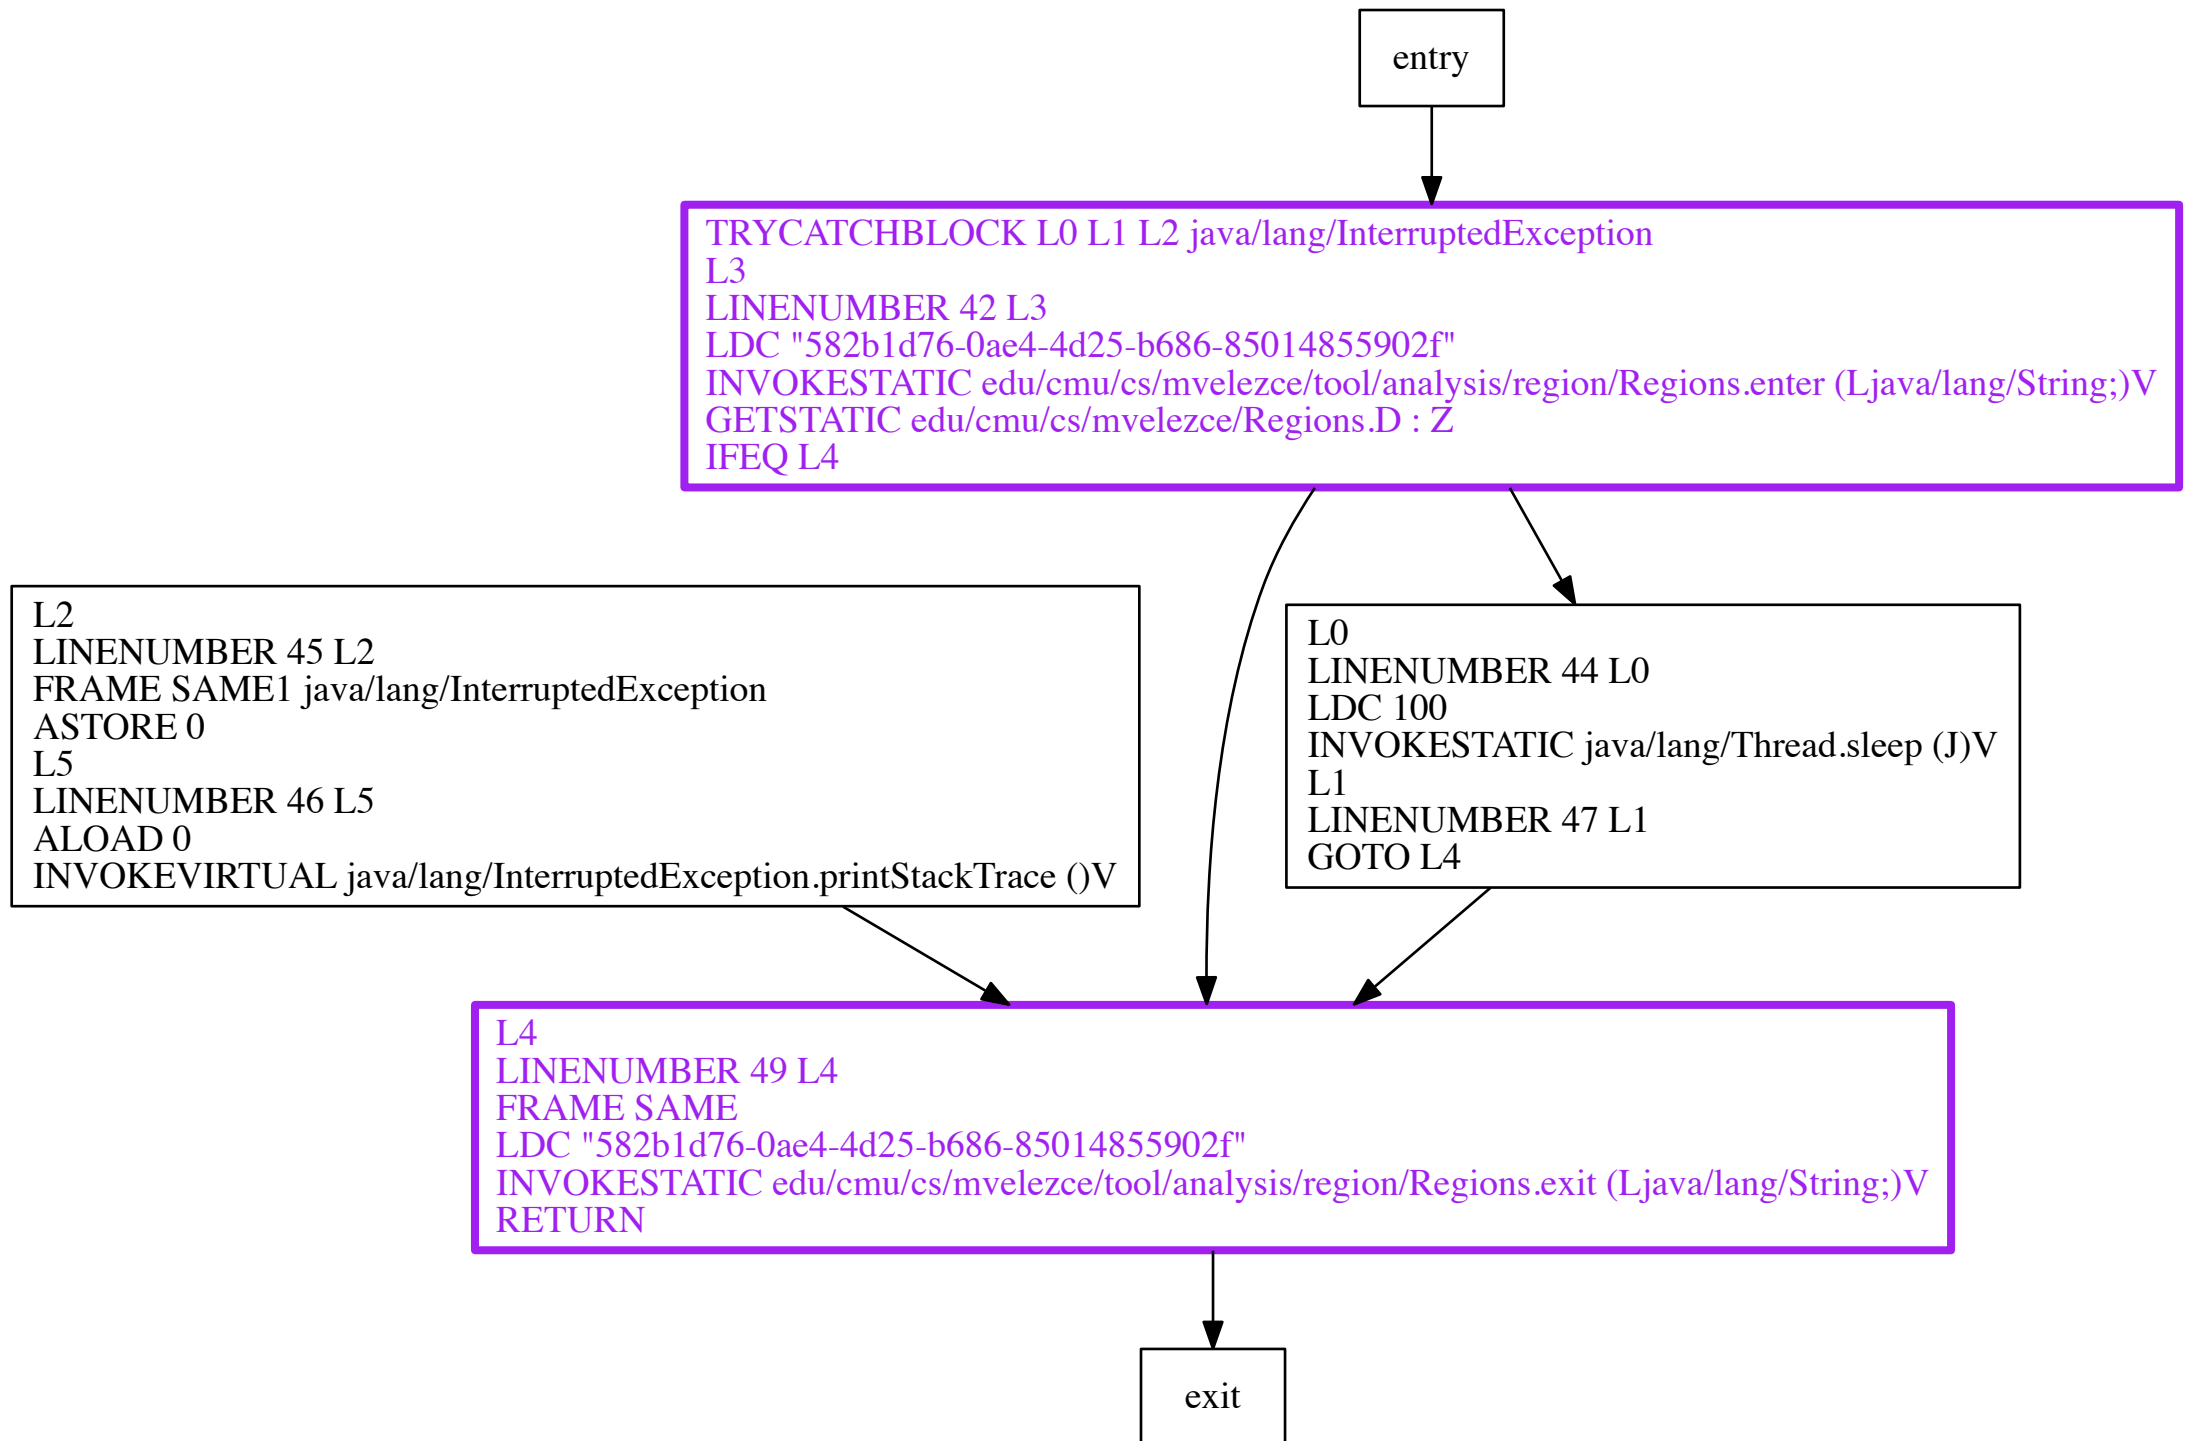 entry
TRYCATCHBLOCK L0 L1 L2 java/lang/InterruptedException
L3
LINENUMBER 42 L3
LDC "582b1d76-0ae4-4d25-b686-85014855902f"
INVOKESTATIC edu/cmu/cs/mvelezce/tool/analysis/region/Regions.enter (Ljava/lang/String;)V
GETSTATIC edu/cmu/cs/mvelezce/Regions.D : Z
IFEQ L4
L2
LINENUMBER 45 L2
FRAME SAME1 java/lang/InterruptedException
ASTORE 0
L5
LINENUMBER 46 L5
ALOAD 0
INVOKEVIRTUAL java/lang/InterruptedException.printStackTrace ()V
L0
LINENUMBER 44 L0
LDC 100
INVOKESTATIC java/lang/Thread.sleep (J)V
L1
LINENUMBER 47 L1
GOTO L4
L4
LINENUMBER 49 L4
FRAME SAME
LDC "582b1d76-0ae4-4d25-b686-85014855902f"
INVOKESTATIC edu/cmu/cs/mvelezce/tool/analysis/region/Regions.exit (Ljava/lang/String;)V
RETURN
exit